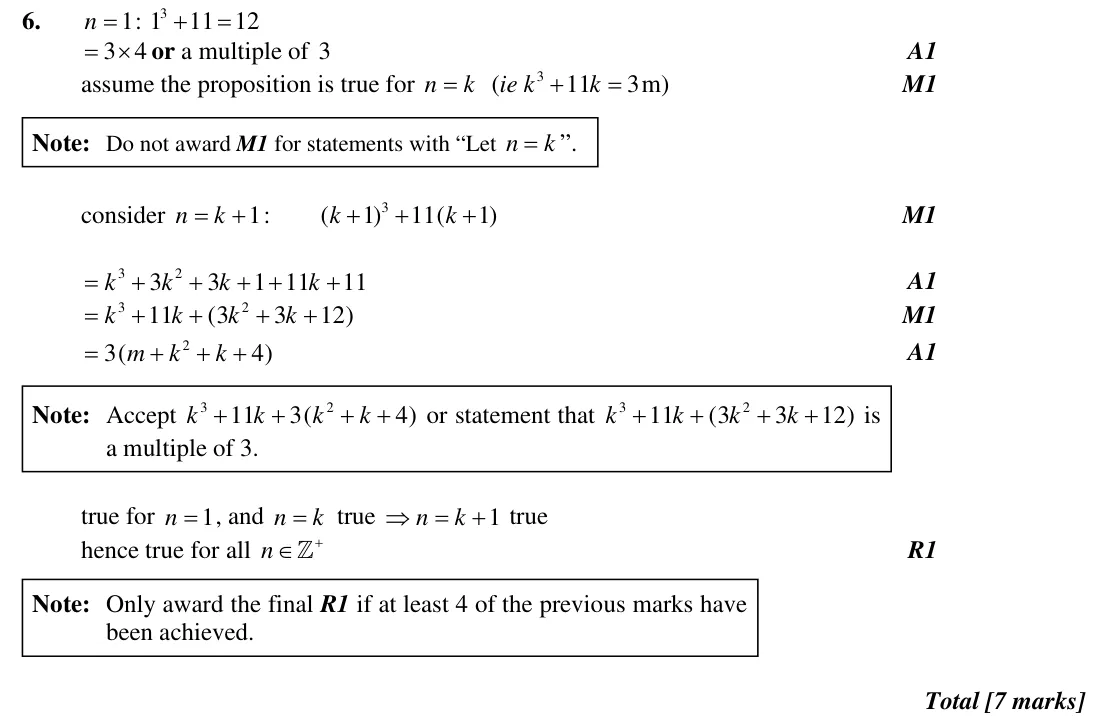 6. n = 1: 1³ + 11 = 12
= 3 × 4 or a multiple of 3 A1
assume the proposition is true for n = k (ie k³ + 11k = 3m) M1
Note: Do not award M1 for statements with “Let n = k”.
consider n = k + 1: (k + 1)³ + 11(k + 1) M1
= k³ + 3k² + 3k + 1 + 11k + 11 A1
= k³ + 11k + (3k² + 3k + 12) M1
= 3(m + k² + k + 4) A1
Note: Accept k³ + 11k + 3(k² + k + 4) or statement that k³ + 11k + (3k² + 3k + 12) is
a multiple of 3.
true for n = 1, and n = k true ⇒ n = k + 1 true
hence true for all n ∈ ℤ⁺ R1
Note: Only award the final R1 if at least 4 of the previous marks have
been achieved.
Total [7 marks]